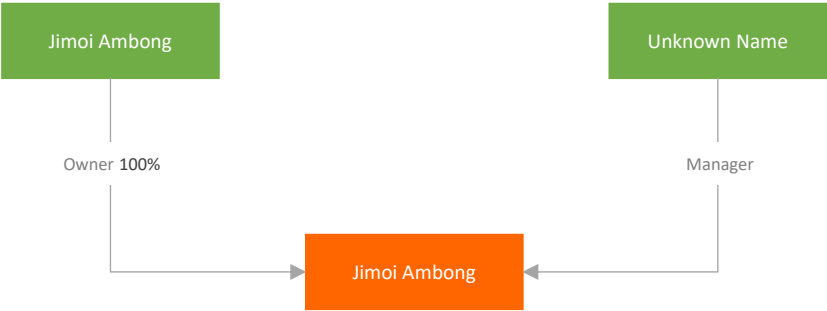 Jimoi Ambong
Unknown Name
Owner 100%
Manager
Jimoi Ambong